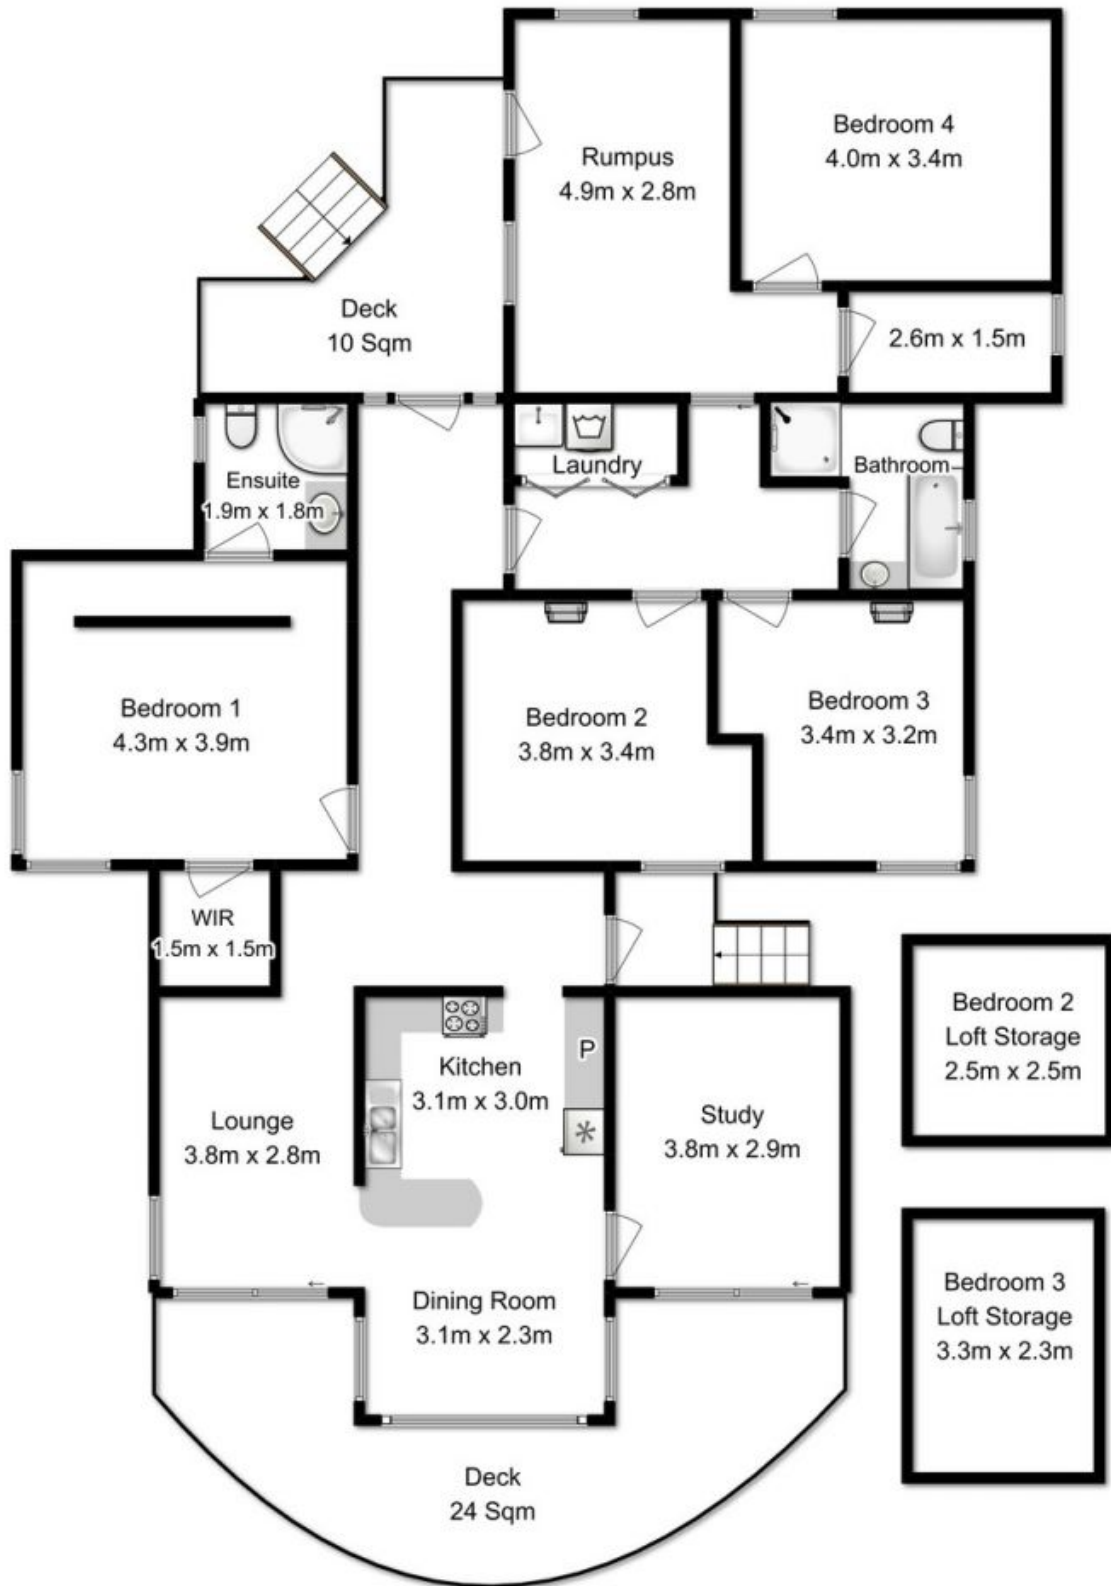 Rumpus
4.9m x 2.8m
Bedroom 4
4.0m x 3.4m
Deck
10 Sqm
2.6m x 1.5m
Ensuite
1.9m x 1.8m
Laundry
Bathroom
Bedroom 1
4.3m x 3.9m
Bedroom 2
3.8m x 3.4m
Bedroom 3
3.4m x 3.2m
WIR
1.5m x 1.5m
Kitchen
3.1m x 3.0m
P
Lounge
3.8m x 2.8m
Study
3.8m x 2.9m
Bedroom 2
Loft Storage
2.5m x 2.5m
Dining Room
3.1m x 2.3m
Bedroom 3
Loft Storage
3.3m x 2.3m
Deck
24 Sqm